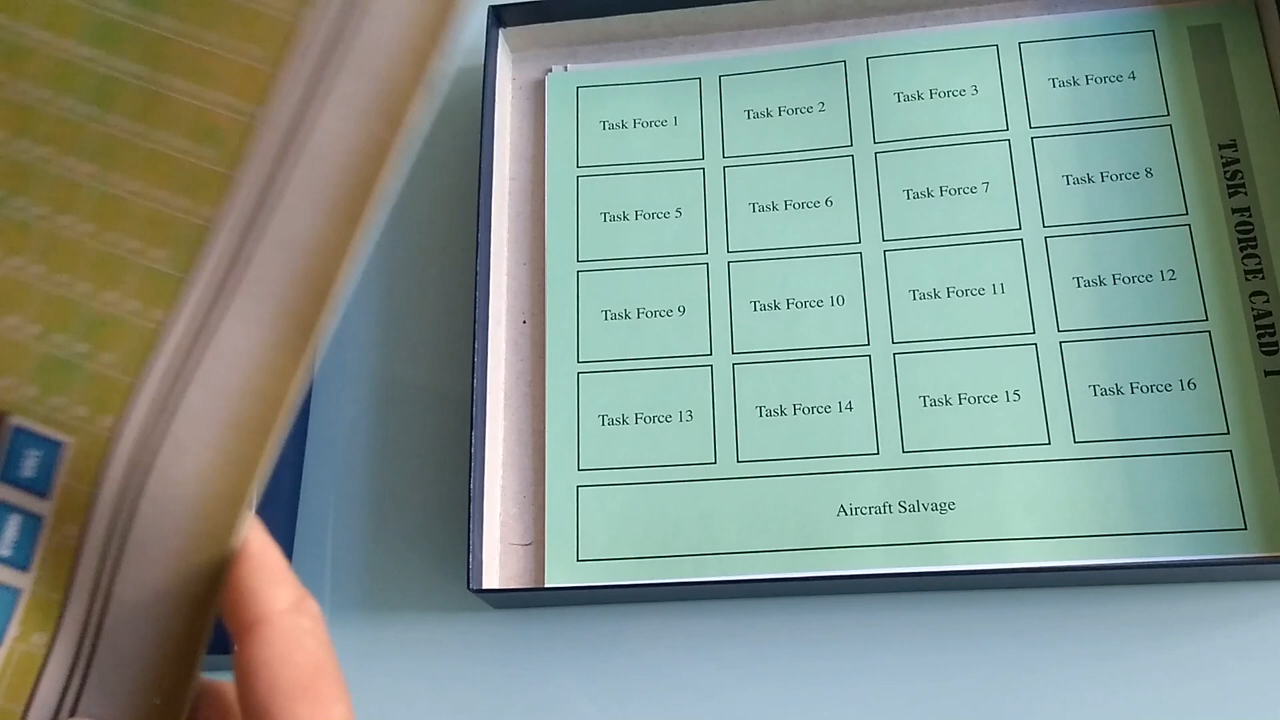 Task Force 1
Task Force 2
Task Force 3
Task Force 4
Task Force 5
Task Force 6
Task Force 7
Task Force 8
Task Force 9
Task Force 10
Task Force 11
Task Force 12
Task Force 13
Task Force 14
Task Force 15
Task Force 16
Aircraft Salvage
TASK FORCE CARD 1